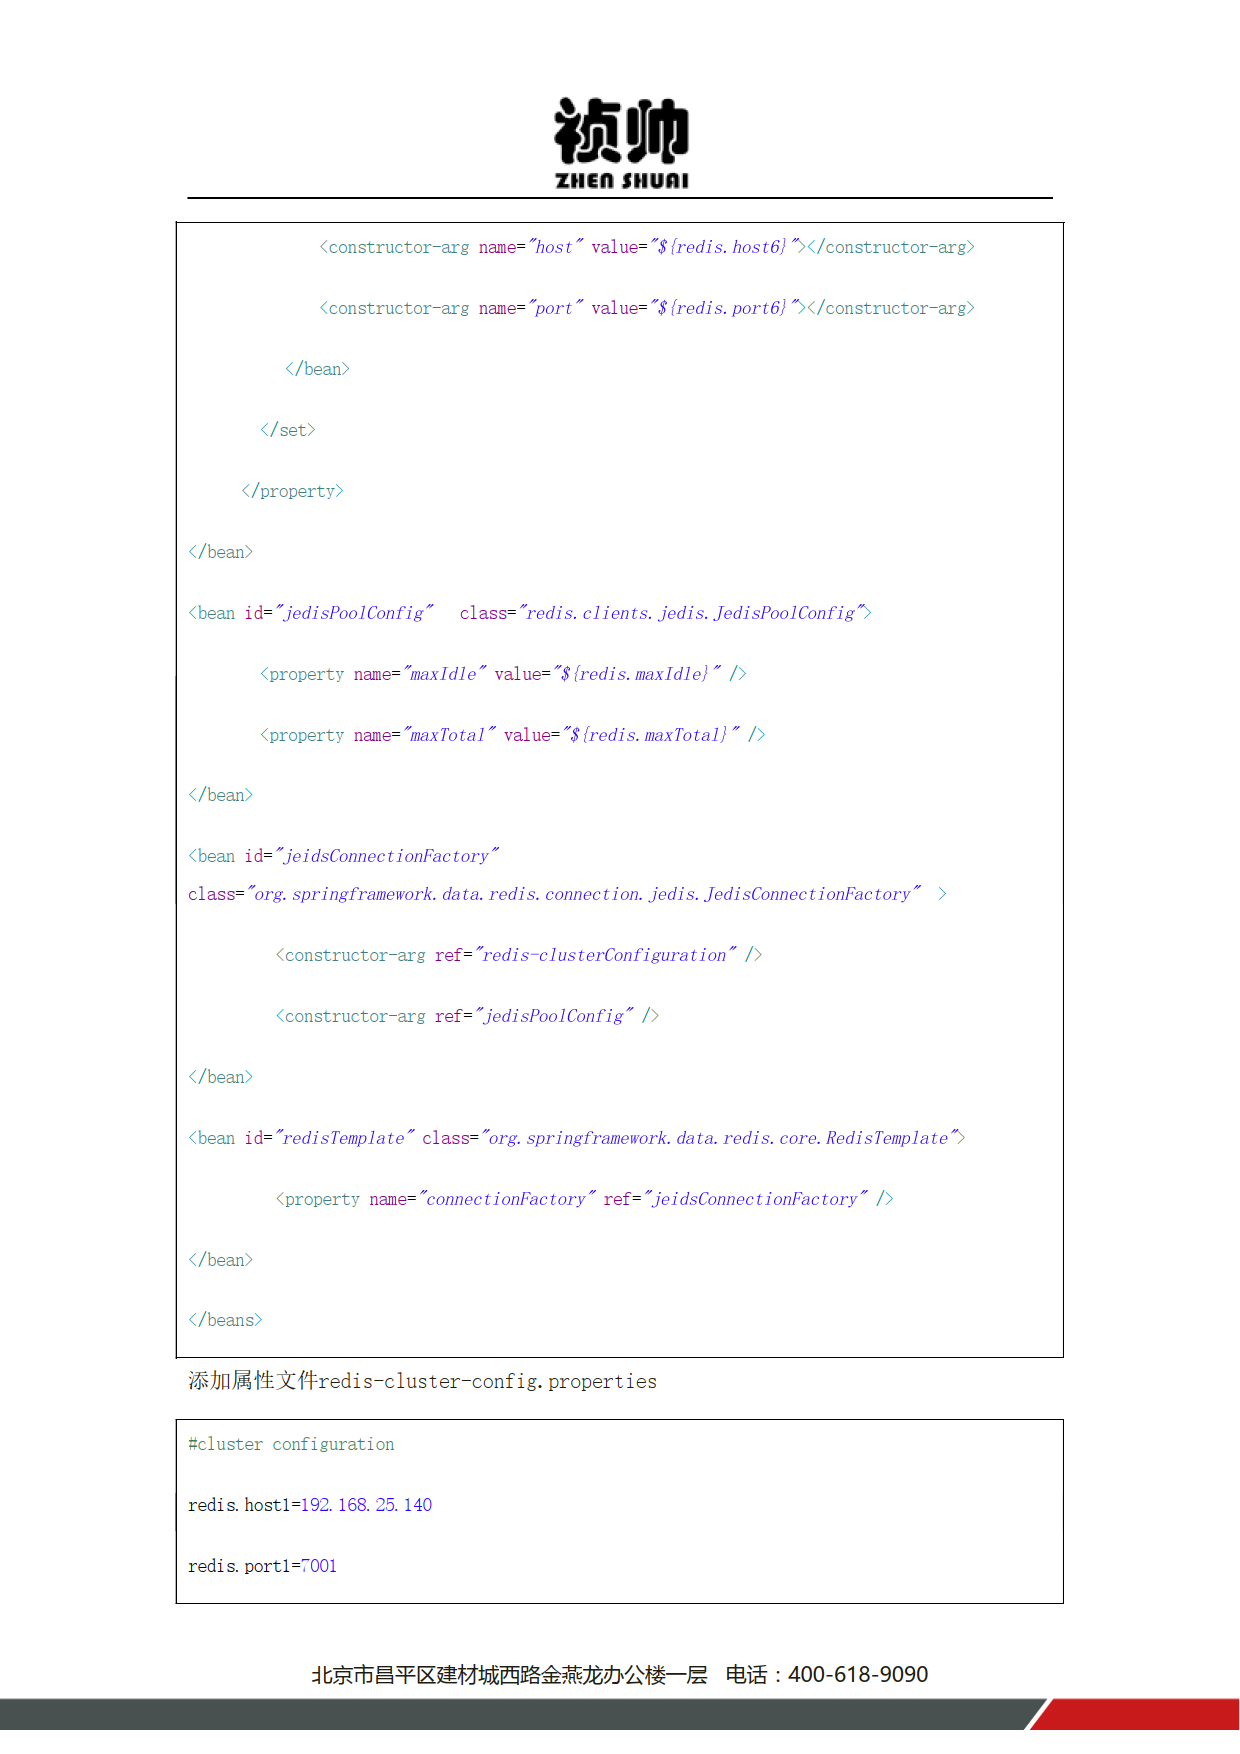 祯帅
ZHEN SHUAI
<constructor-arg name="host" value="${redis.host6}"></constructor-arg>
<constructor-arg name="port" value="${redis.port6}"></constructor-arg>
</bean>
</set>
</property>
</bean>
<bean id="jedisPoolConfig" class="redis.clients.jedis.JedisPoolConfig">
<property name="maxIdle" value="${redis.maxIdle}" />
<property name="maxTotal" value="${redis.maxTotal}" />
</bean>
<bean id="jeidsConnectionFactory"
class="org.springframework.data.redis.connection.jedis.JedisConnectionFactory" >
<constructor-arg ref="redis-clusterConfiguration" />
<constructor-arg ref="jedisPoolConfig" />
</bean>
<bean id="redisTemplate" class="org.springframework.data.redis.core.RedisTemplate">
<property name="connectionFactory" ref="jeidsConnectionFactory" />
</bean>
</beans>
添加属性文件redis-cluster-config.properties
#cluster configuration
redis.host1=192.168.25.140
redis.port1=7001
北京市昌平区建材城西路金燕龙办公楼一层 电话：400-618-9090